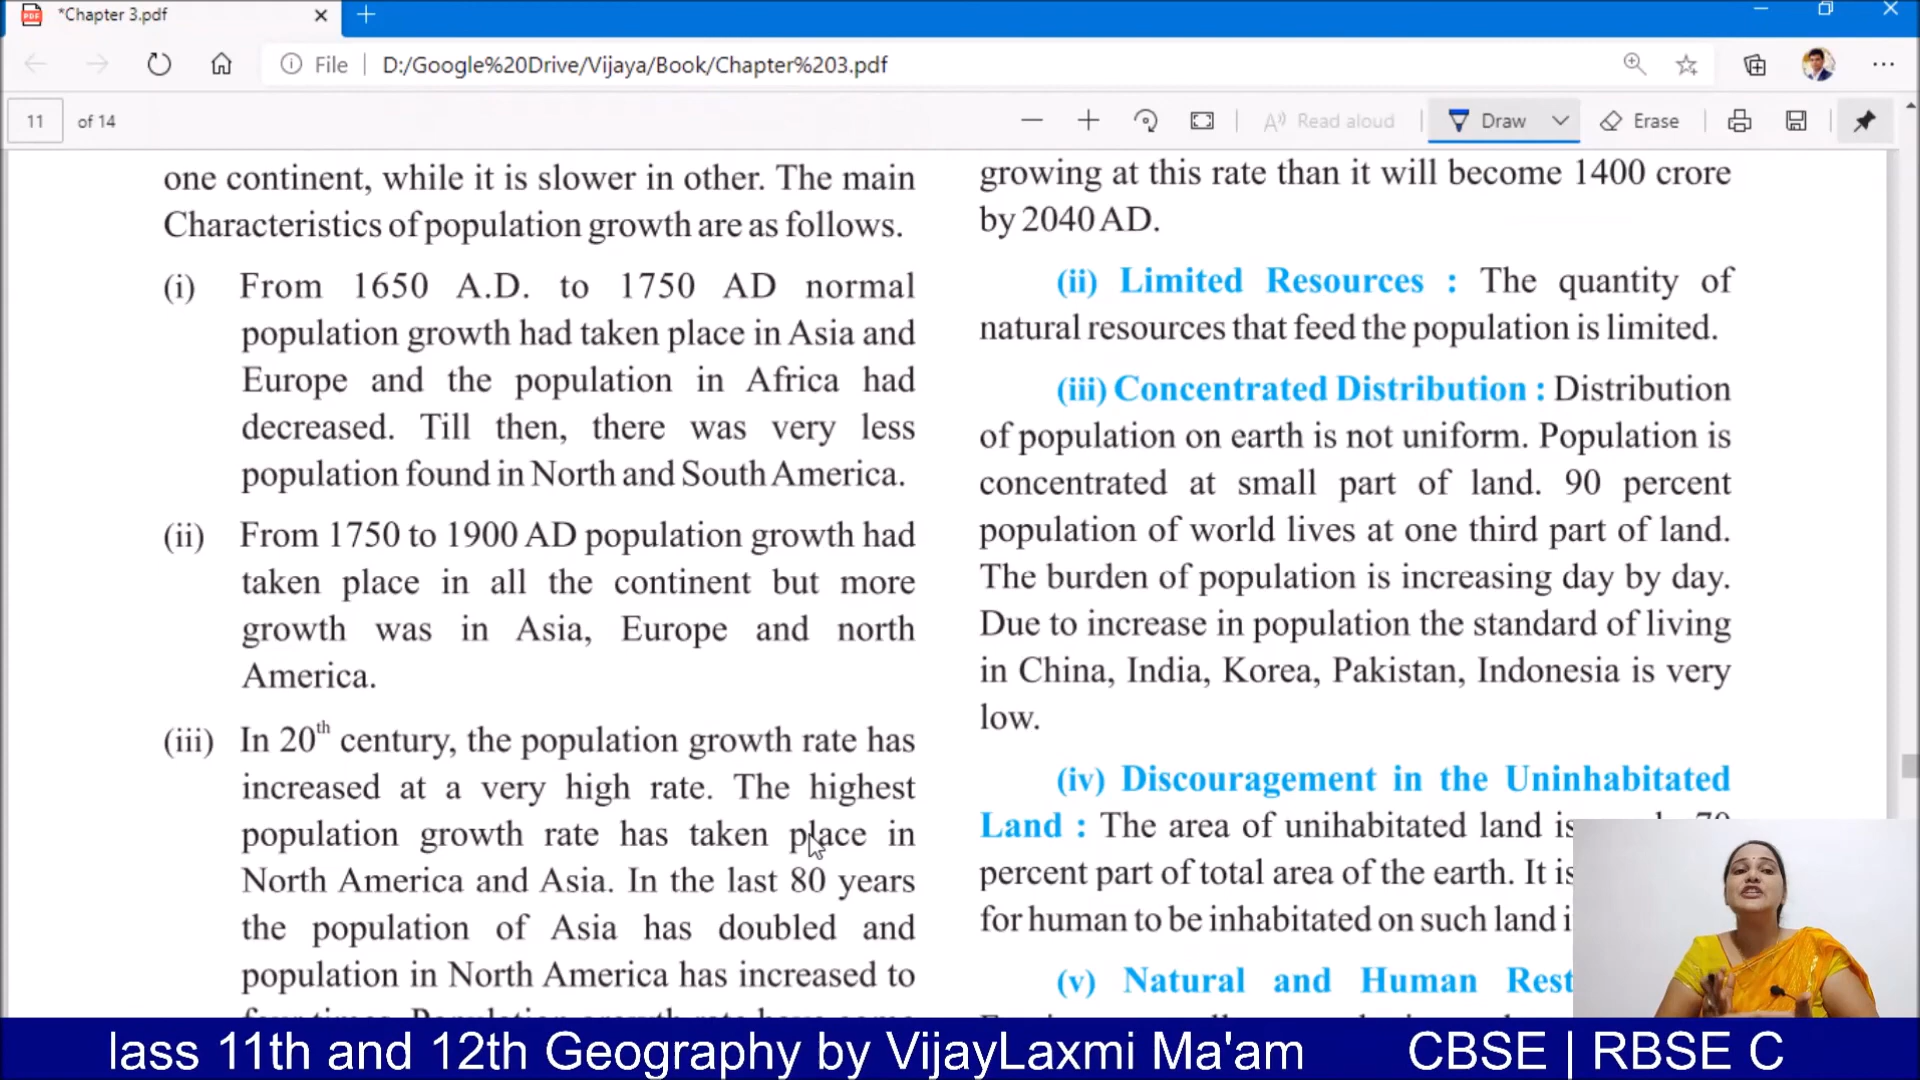 *Chapter 3.pdf
File
D:/Google%20Drive/Vijaya/Book/Chapter%203.pdf
11 of 14
Read aloud
Draw
Erase
one continent, while it is slower in other. The main
Characteristics of population growth are as follows.
(i) From 1650 A.D. to 1750 AD normal
population growth had taken place in Asia and
Europe and the population in Africa had
decreased. Till then, there was very less
population found in North and South America.
(ii) From 1750 to 1900 AD population growth had
taken place in all the continent but more
growth was in Asia, Europe and north
America.
(iii) In 20th century, the population growth rate has
increased at a very high rate. The highest
population growth rate has taken place in
North America and Asia. In the last 80 years
the population of Asia has doubled and
population in North America has increased to
four times. Population growth rate have come
growing at this rate than it will become 1400 crore
by 2040 AD.
(ii) Limited Resources : The quantity of
natural resources that feed the population is limited.
(iii) Concentrated Distribution : Distribution
of population on earth is not uniform. Population is
concentrated at small part of land. 90 percent
population of world lives at one third part of land.
The burden of population is increasing day by day.
Due to increase in population the standard of living
in China, India, Korea, Pakistan, Indonesia is very
low.
(iv) Discouragement in the Uninhabitated
Land : The area of unihabitated land is
percent part of total area of the earth. It is
for human to be inhabitated on such land i
(v) Natural and Human Rest
lass 11th and 12th Geography by VijayLaxmi Ma'am CBSE | RBSE C